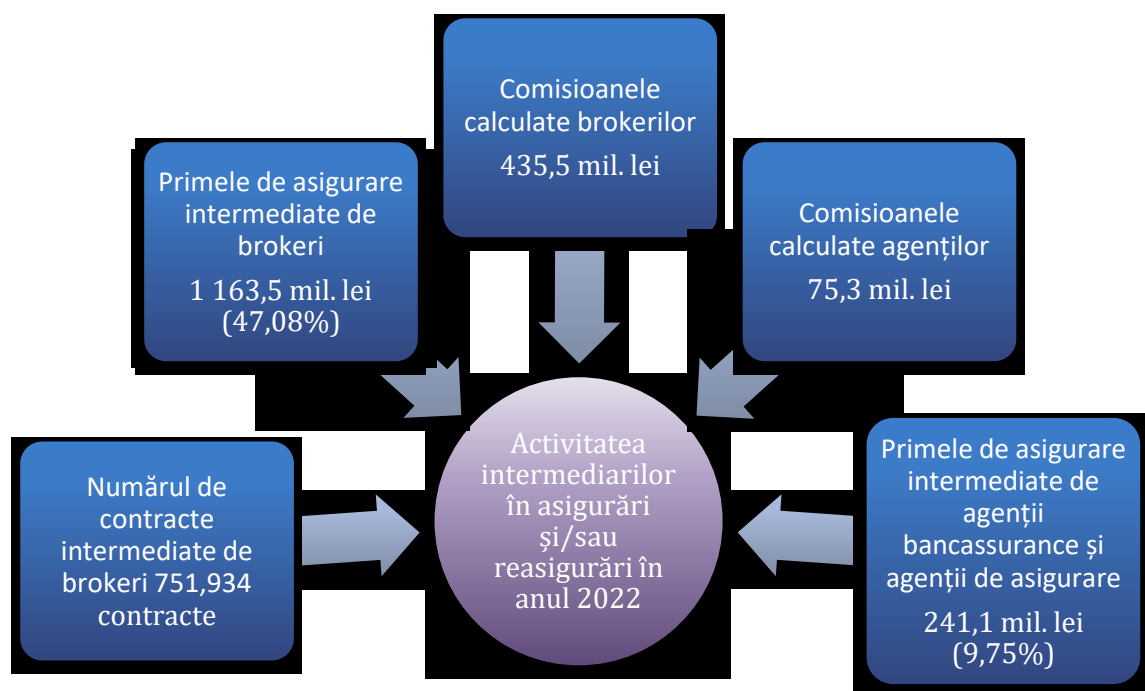 Comisioanele
calculate brokerilor
435,5 mil. lei
Primele de asigurare
intermediate de
brokeri
1 163,5 mil. lei
(47,08%)
Comisioanele
calculate agenților
75,3 mil. lei
Numărul de
contracte
intermediate de
brokeri 751,934
contracte
Activitatea
intermediarilor
în asigurări
și/sau
reasigurări în
anul 2022
Primele de asigurare
intermediate de
agenții
bancassurance și
agenții de asigurare
241,1 mil. lei
(9,75%)